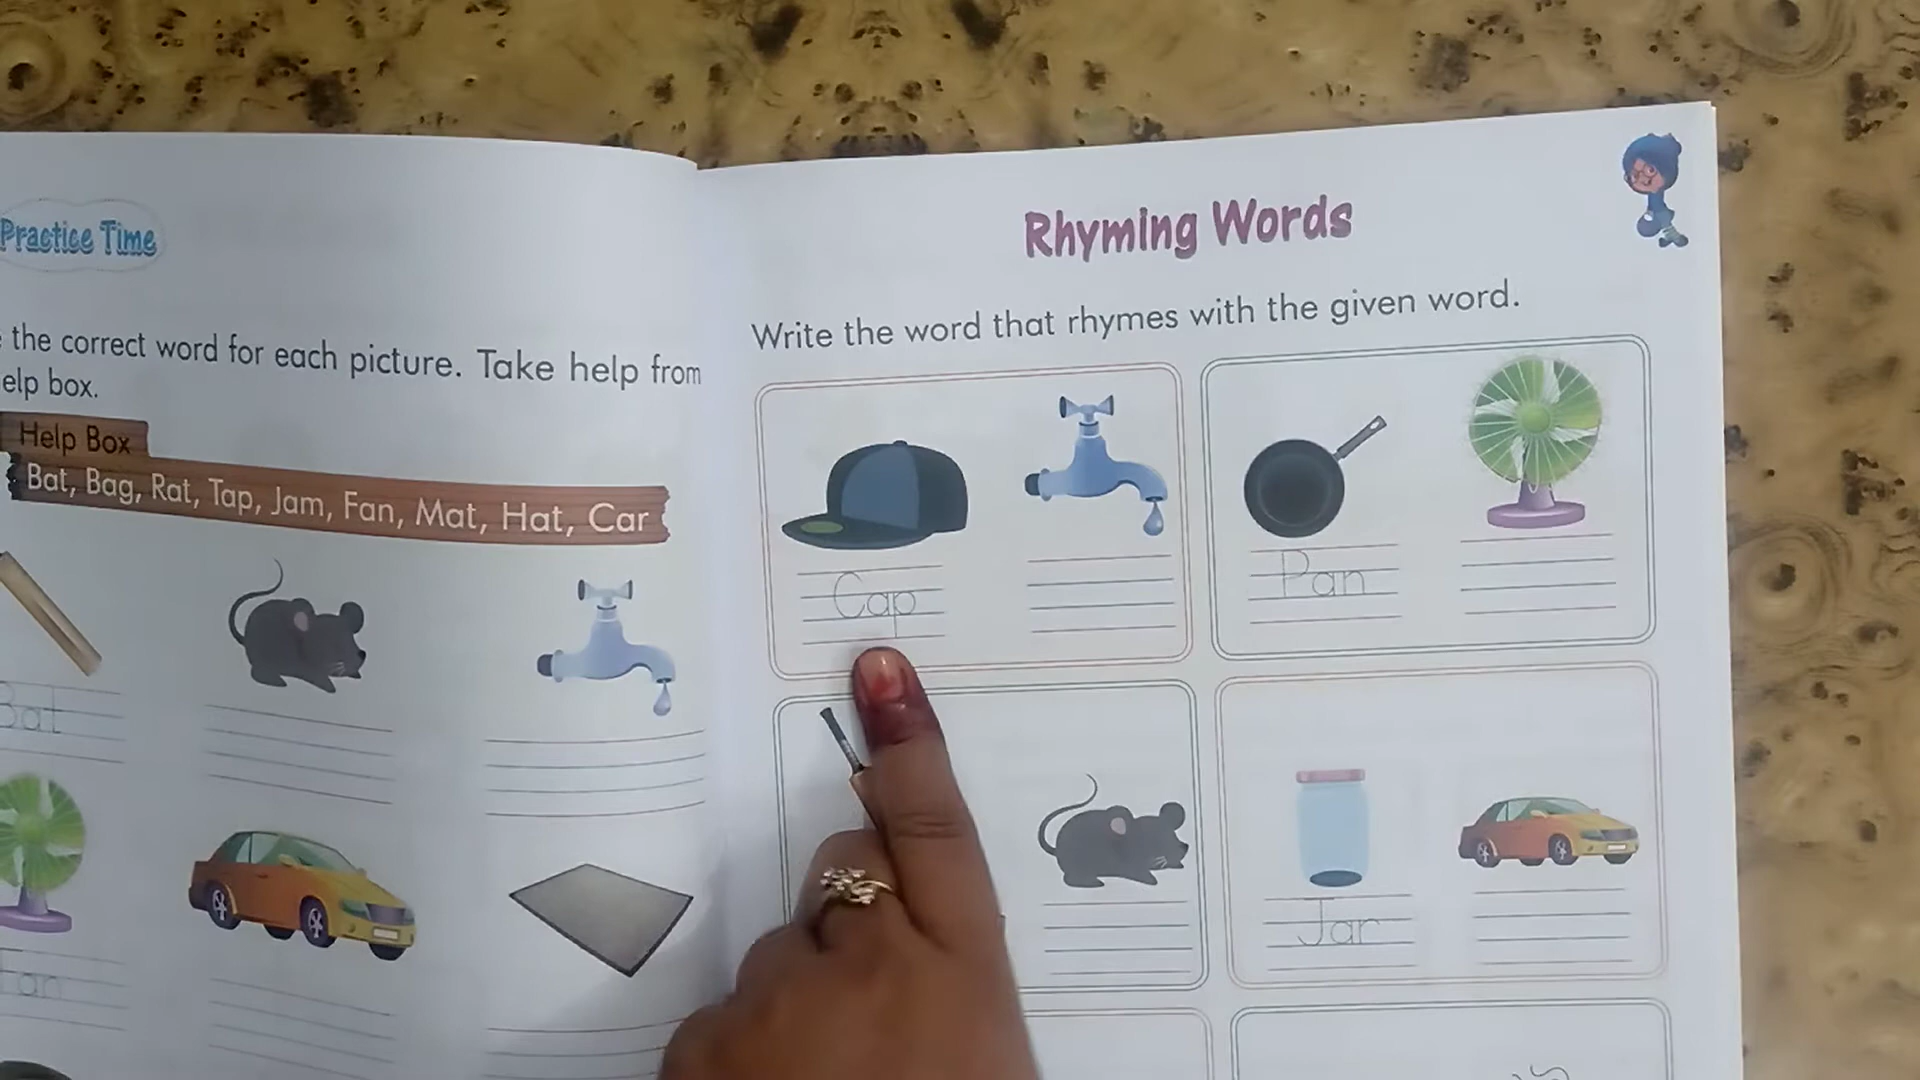 Practice Time
the correct word for each picture. Take help from
elp box.
Help Box
Bat, Bag, Rat, Tap, Jam, Fan, Mat, Hat, Car
Bat
Fan
Rhyming Words
Write the word that rhymes with the given word.
Cap
Pan
Jar